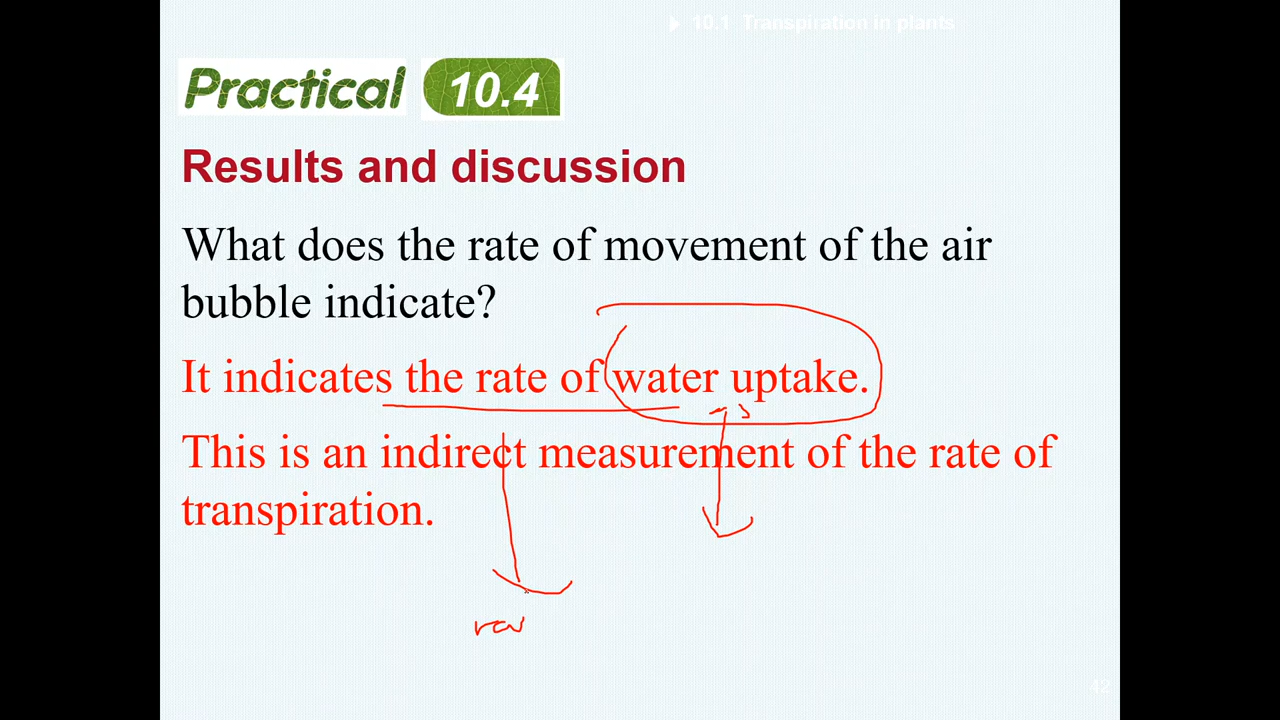 10.1 Transpiration in plants
Practical 10.4
Results and discussion
What does the rate of movement of the air
bubble indicate?
It indicates the rate of water uptake.
This is an indirect measurement of the rate of
transpiration.
42